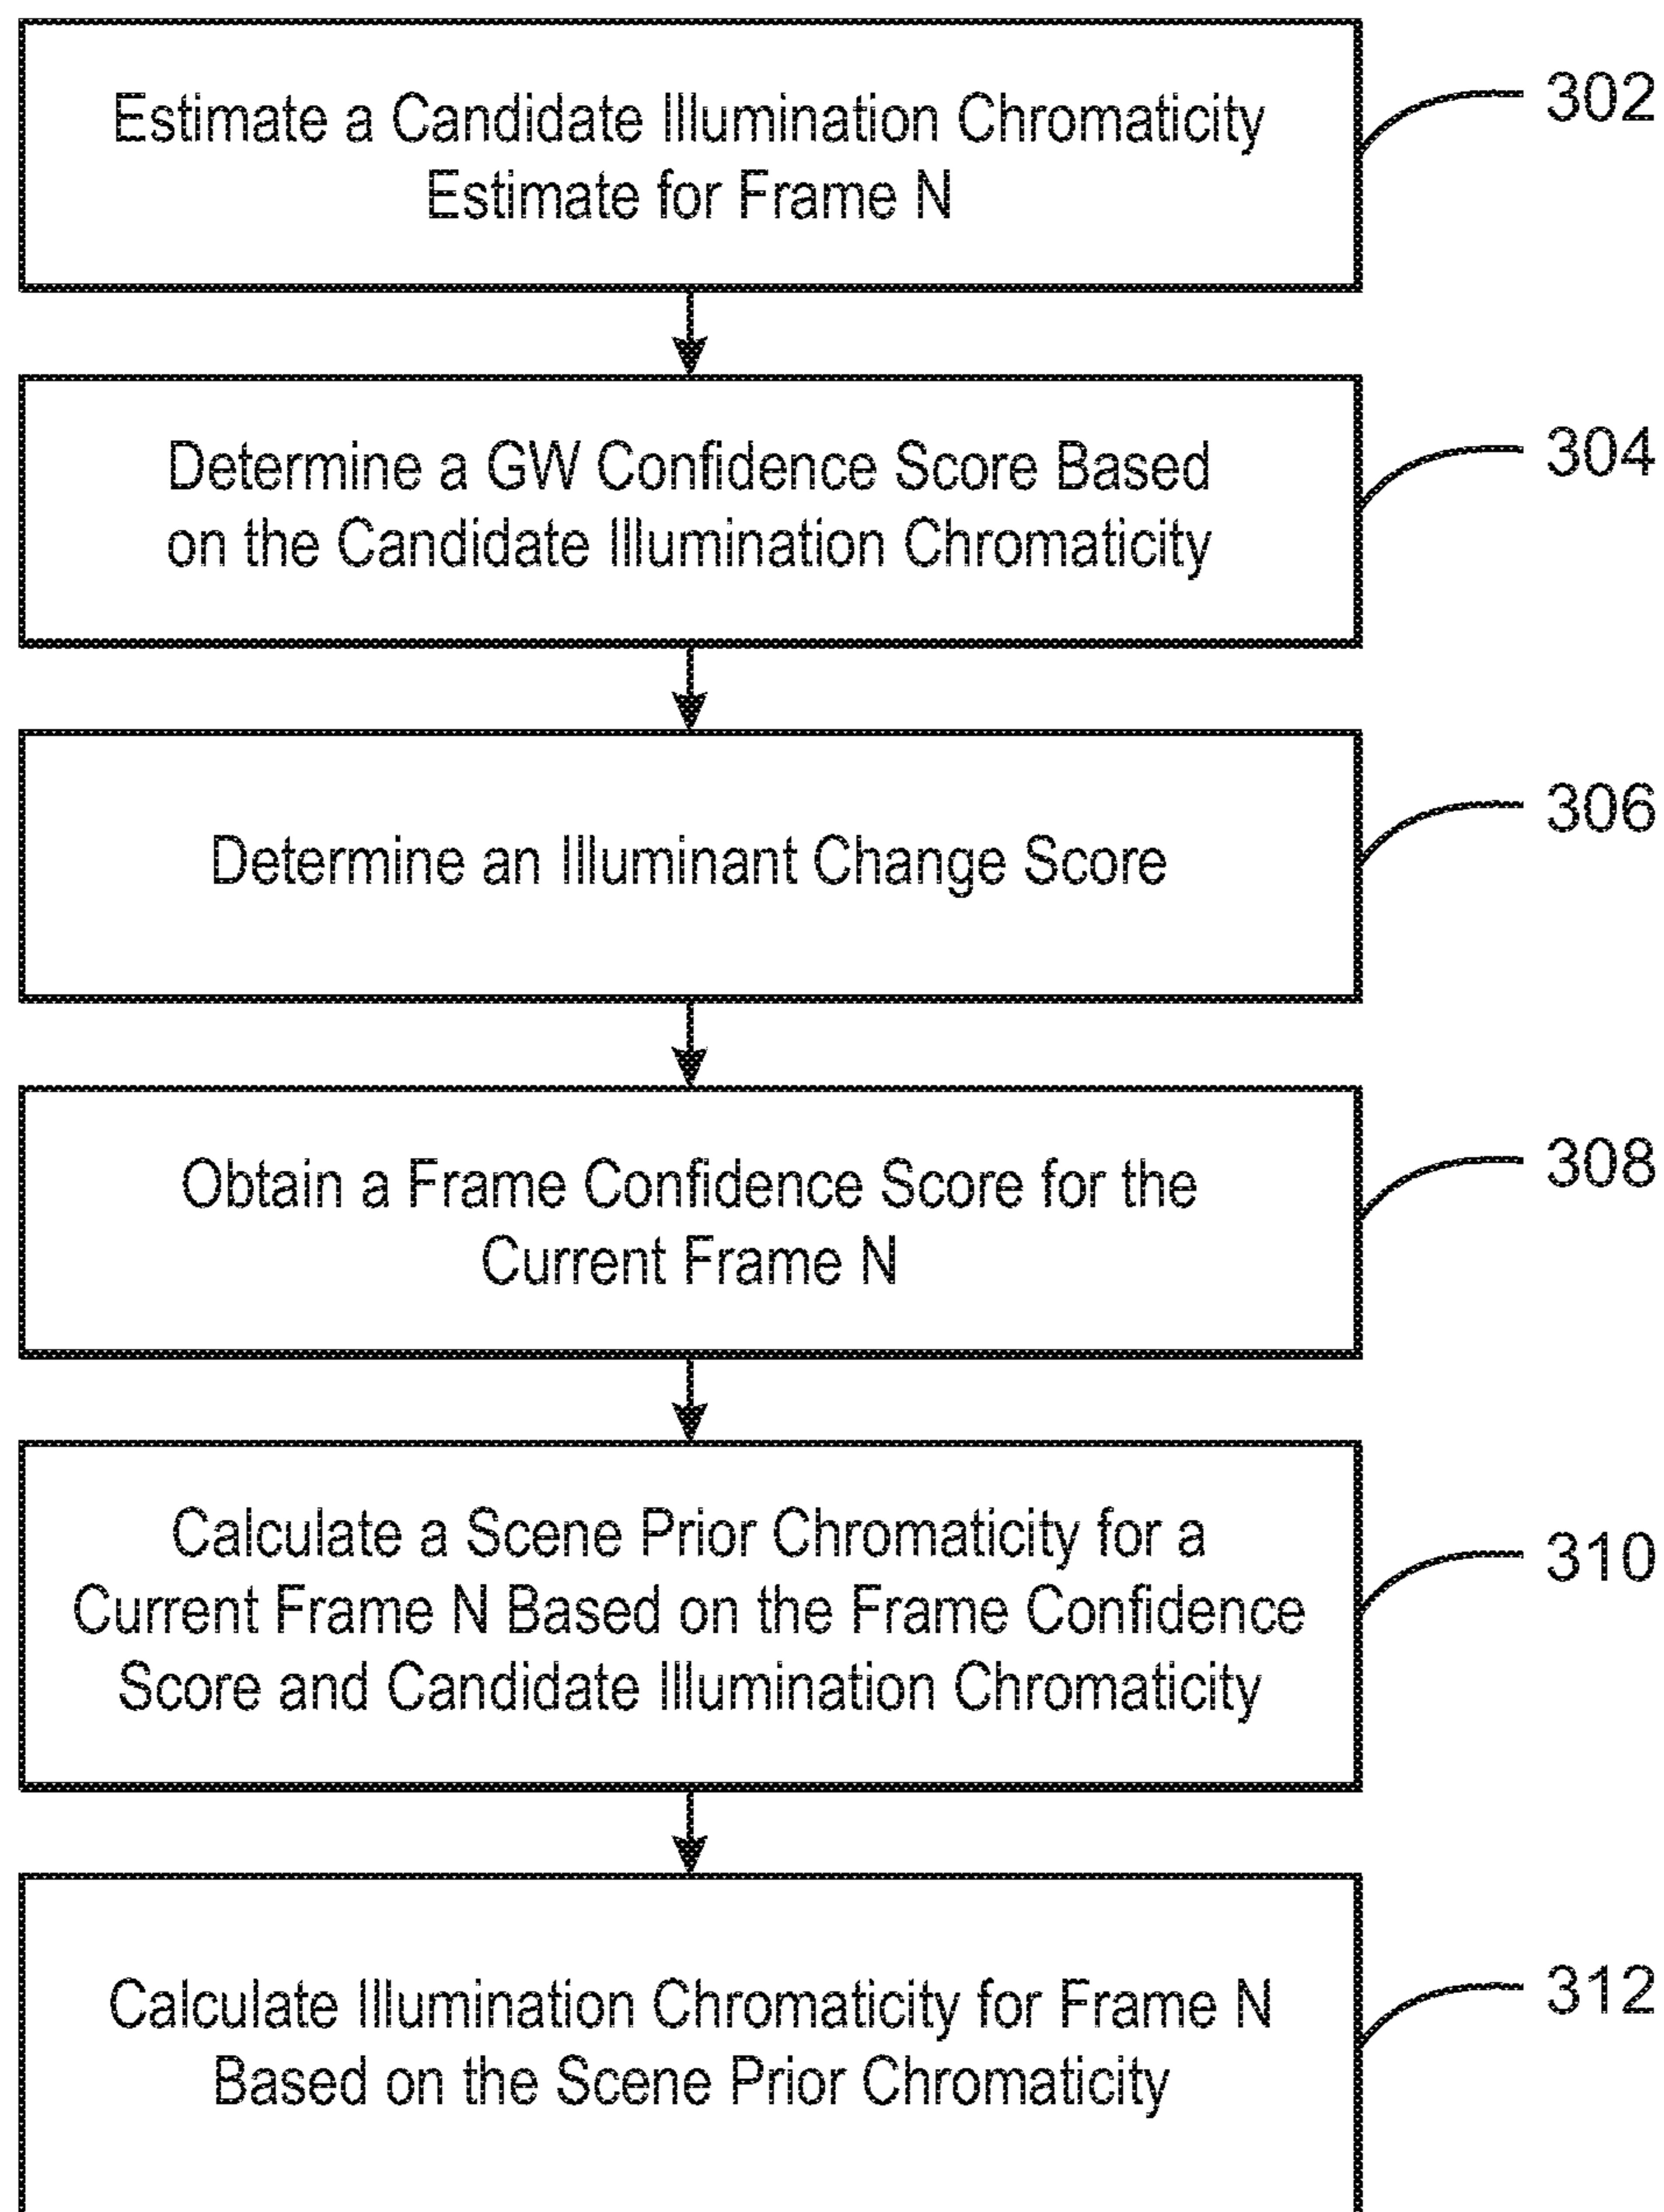 Estimate a Candidate Illumination Chromaticity
Estimate for Frame N
302
Determine a GW Confidence Score Based
on the Candidate Illumination Chromaticity
304
Determine an Illuminant Change Score
306
Obtain a Frame Confidence Score for the
Current Frame N
308
Calculate a Scene Prior Chromaticity for a
Current Frame N Based on the Frame Confidence
Score and Candidate Illumination Chromaticity
310
Calculate Illumination Chromaticity for Frame N
Based on the Scene Prior Chromaticity
312